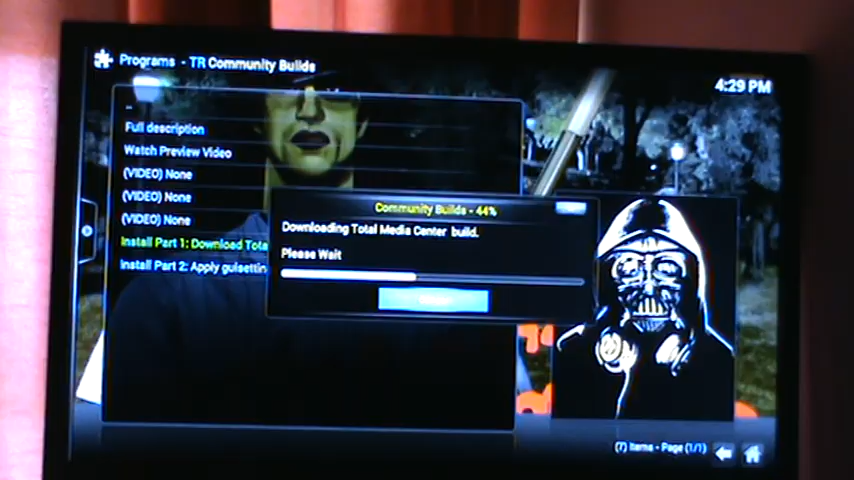 Programs - TR Community Builds
4:29 PM
..
Full description
Watch Preview Video
(VIDEO) None
(VIDEO) None
(VIDEO) None
Install Part 1: Download Tota
Install Part 2: Apply guisettin
Community Builds - 44%
Downloading Total Media Center build.
Please Wait
(7) Items - Page (1/1)